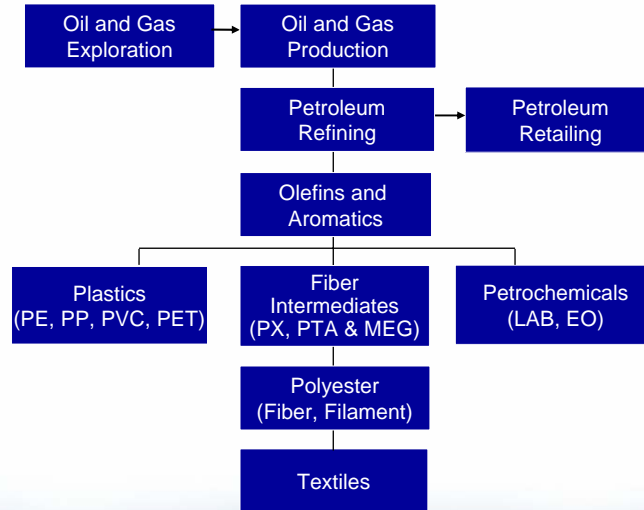 Oil and Gas
Exploration
Oil and Gas
Production
Petroleum
Refining
Petroleum
Retailing
Olefins and
Aromatics
Plastics
(PE, PP, PVC, PET)
Fiber
Intermediates
(PX, PTA & MEG)
Petrochemicals
(LAB, EO)
Polyester
(Fiber, Filament)
Textiles